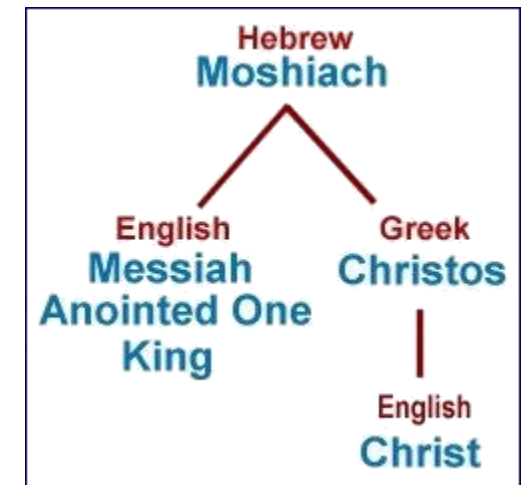 Hebrew
Moshiach
English
Messiah
Anointed One
King
Greek
Christos
English
Christ